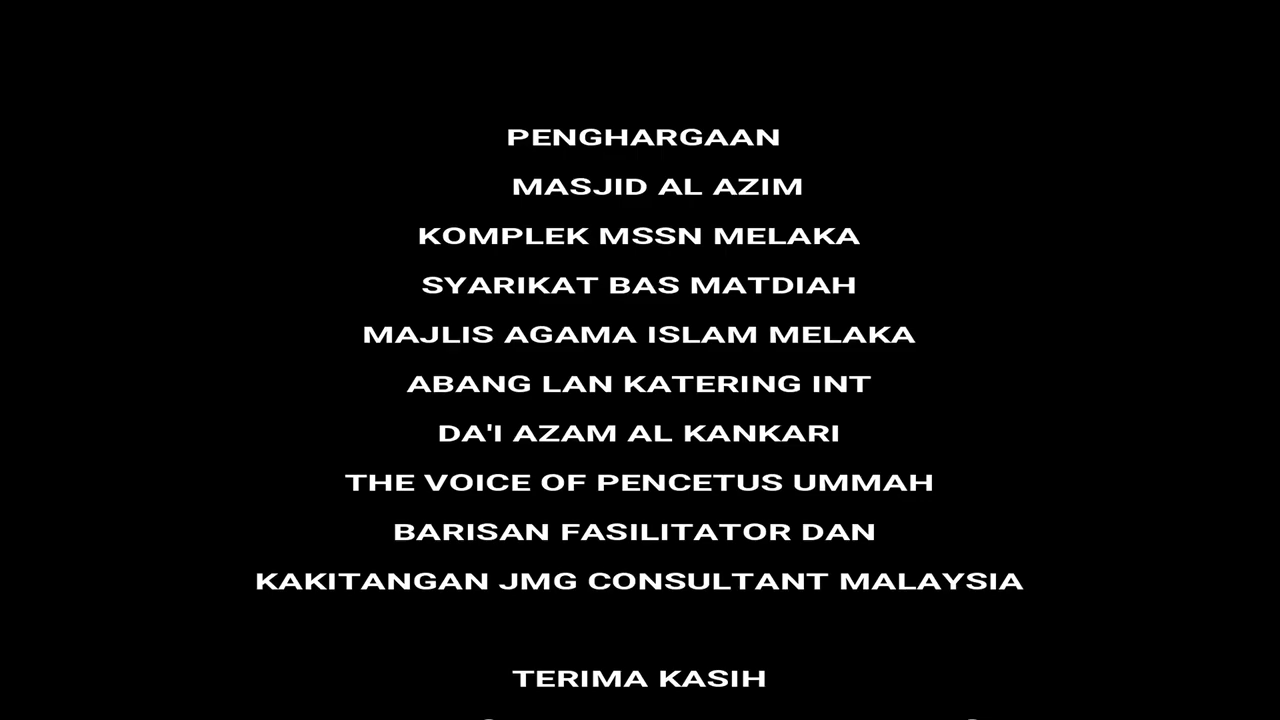 PENGHARGAAN
MASJID AL AZIM
KOMPLEK MSSN MELAKA
SYARIKAT BAS MATDIAH
MAJLIS AGAMA ISLAM MELAKA
ABANG LAN KATERING INT
DA'I AZAM AL KANKARI
THE VOICE OF PENCETUS UMMAH
BARISAN FASILITATOR DAN
KAKITANGAN JMG CONSULTANT MALAYSIA
TERIMA KASIH